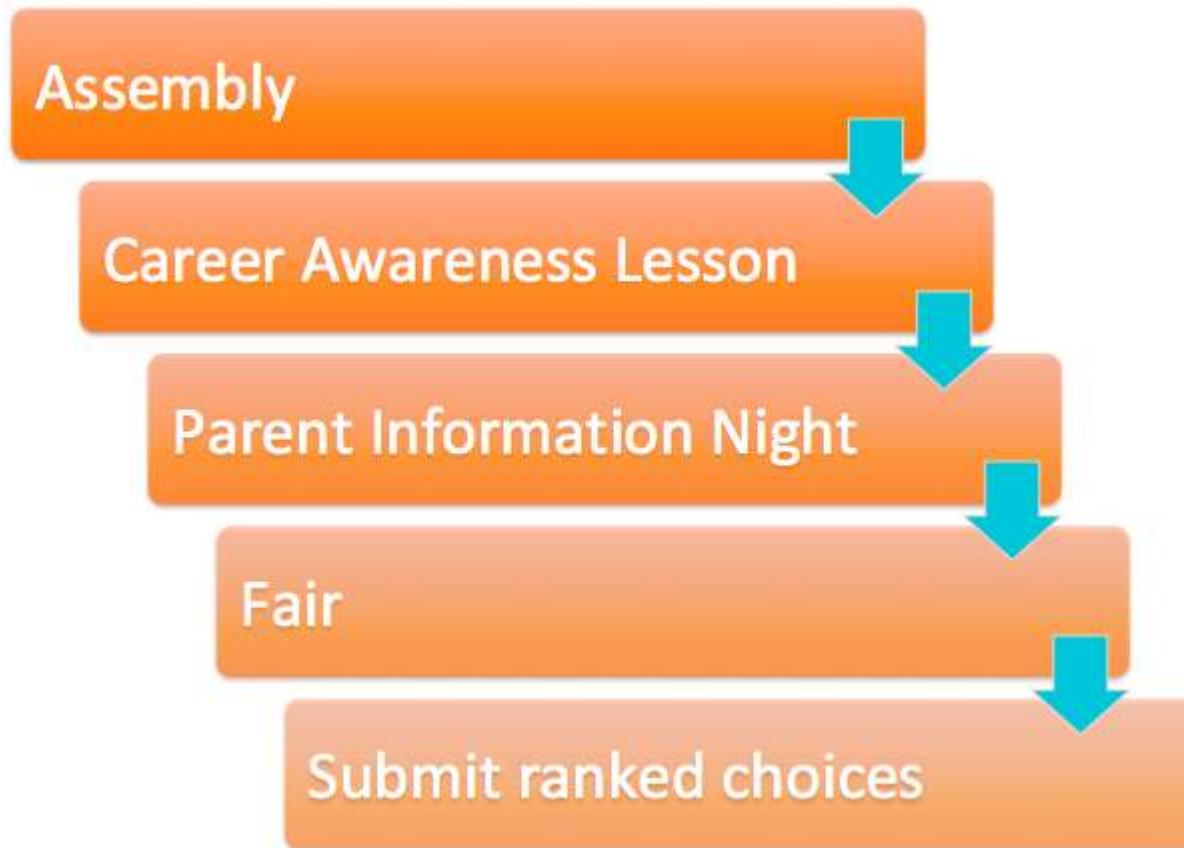 Assembly
Career Awareness Lesson
Parent Information Night
Fair
Submit ranked choices